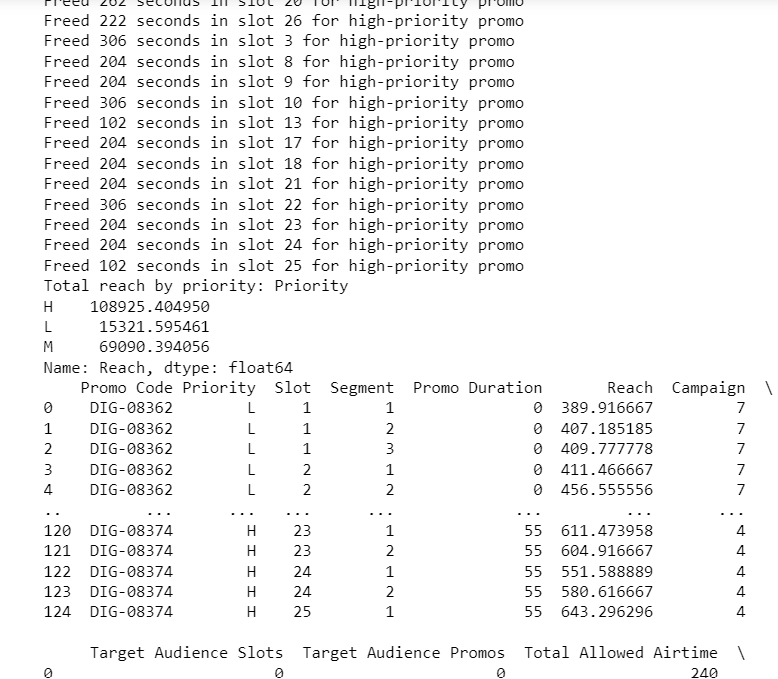 Freed 262 seconds in slot 20 for high-priority promo
Freed 222 seconds in slot 26 for high-priority promo
Freed 306 seconds in slot 3 for high-priority promo
Freed 204 seconds in slot 8 for high-priority promo
Freed 204 seconds in slot 9 for high-priority promo
Freed 306 seconds in slot 10 for high-priority promo
Freed 102 seconds in slot 13 for high-priority promo
Freed 204 seconds in slot 17 for high-priority promo
Freed 204 seconds in slot 18 for high-priority promo
Freed 204 seconds in slot 21 for high-priority promo
Freed 306 seconds in slot 22 for high-priority promo
Freed 204 seconds in slot 23 for high-priority promo
Freed 204 seconds in slot 24 for high-priority promo
Freed 102 seconds in slot 25 for high-priority promo
Total reach by priority: Priority
H    108925.404950
L     15321.595461
M     69090.394056
Name: Reach, dtype: float64
    Promo Code Priority  Slot  Segment  Promo Duration       Reach  Campaign  \
0    DIG-08362        L     1        1               0  389.916667         7
1    DIG-08362        L     1        2               0  407.185185         7
2    DIG-08362        L     1        3               0  409.777778         7
3    DIG-08362        L     2        1               0  411.466667         7
4    DIG-08362        L     2        2               0  456.555556         7
..         ...      ...   ...      ...             ...         ...       ...
120  DIG-08374        H    23        1              55  611.473958         4
121  DIG-08374        H    23        2              55  604.916667         4
122  DIG-08374        H    24        1              55  551.588889         4
123  DIG-08374        H    24        2              55  580.616667         4
124  DIG-08374        H    25        1              55  643.296296         4
     Target Audience Slots  Target Audience Promos  Total Allowed Airtime  \
0                        0                       0                    240